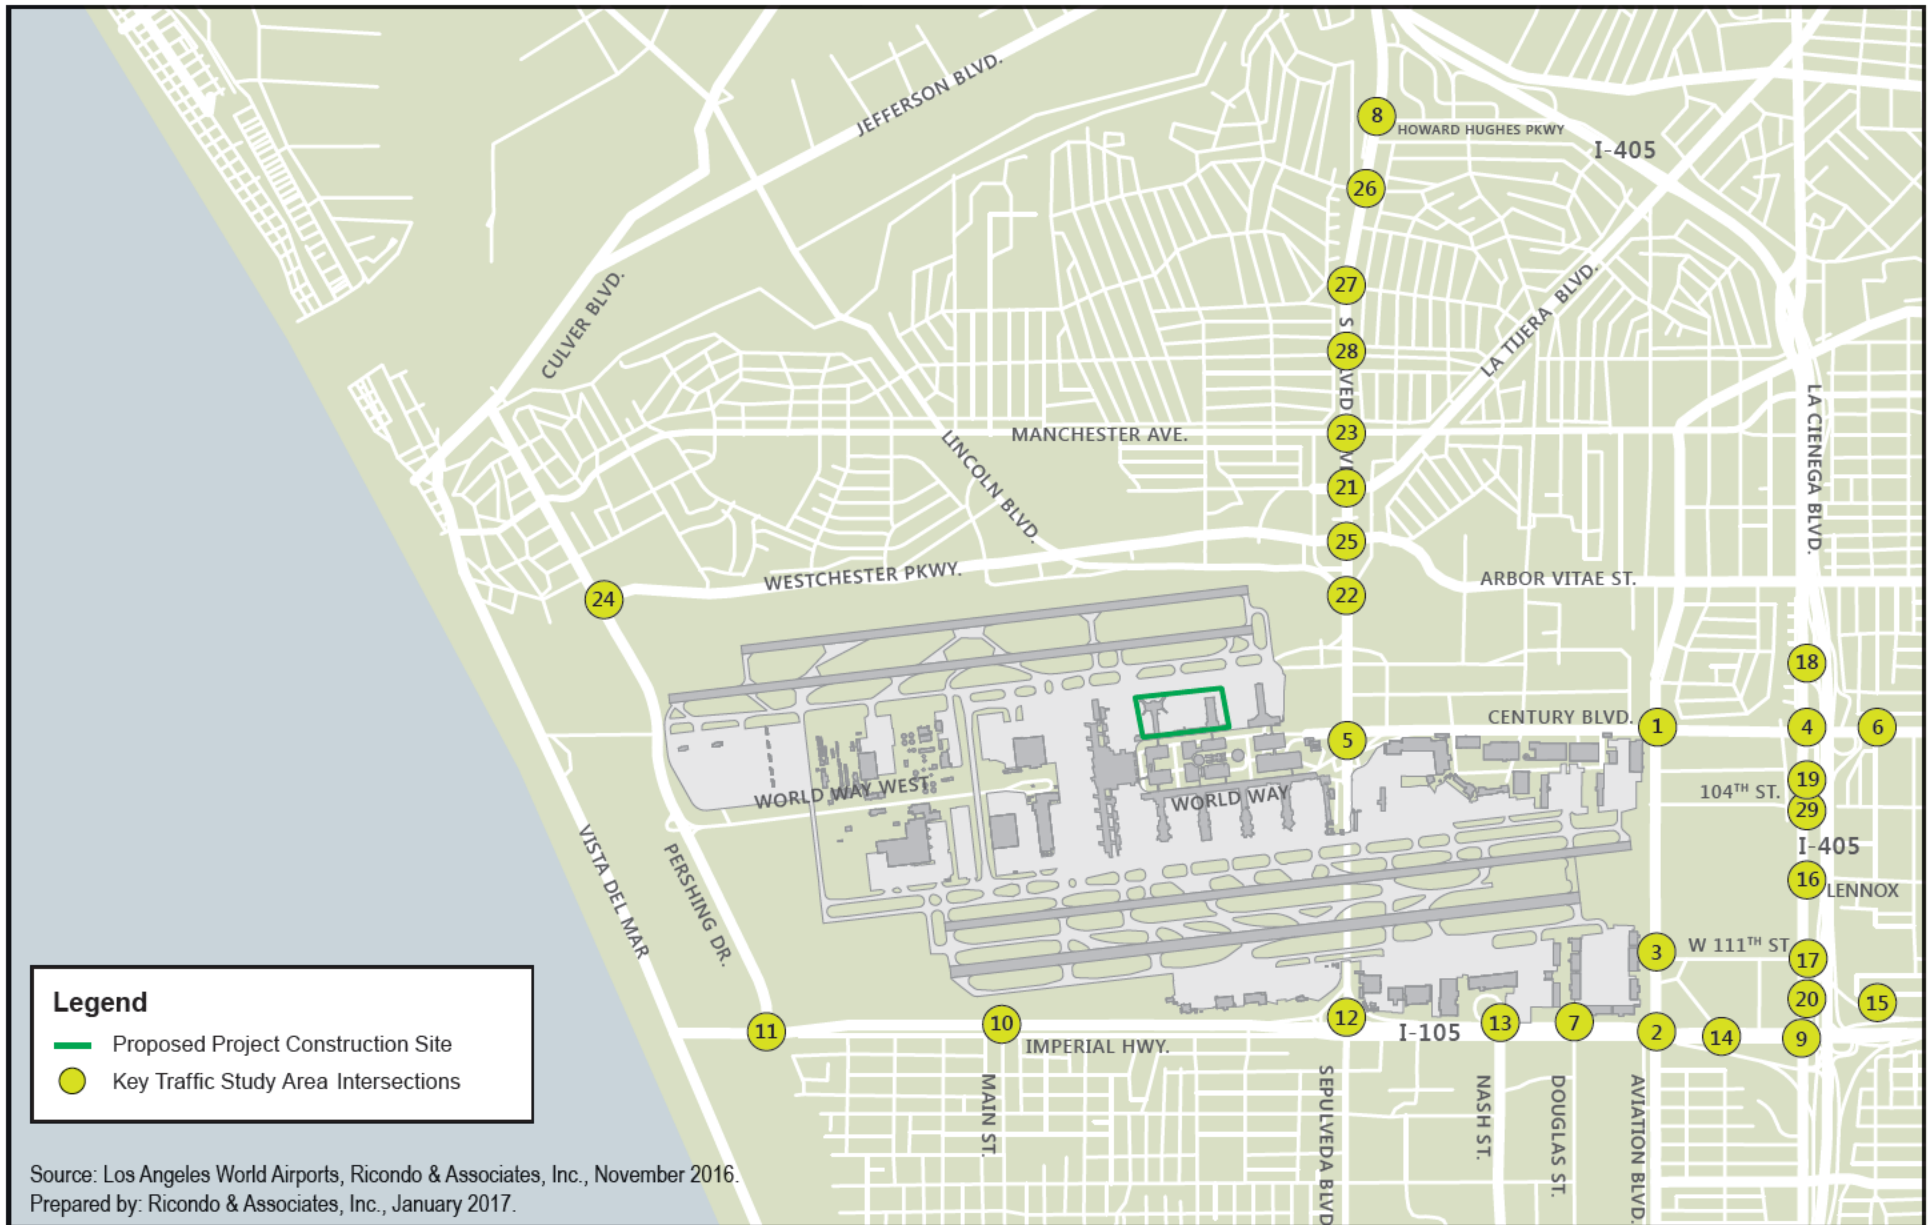 JEFFERSON BLVD.
8
HOWARD HUGHES PKWY
I-405
26
27
CULVER BLVD.
S
28
LA TIJERA BLVD.
LA CIENEGA BLVD.
MANCHESTER AVE.
23
LINCOLN BLVD.
21
25
WESTCHESTER PKWY.
ARBOR VITAE ST.
24
22
18
CENTURY BLVD.
1
4
6
5
19
WORLD WAY WEST
WORLD WAY
104TH ST.
29
I-405
VISTA DEL MAR
PERSHING DR.
16
LENNOX
3
W 111TH ST
17
20
15
11
10
12
I-105
13
7
2
14
9
IMPERIAL HWY.
MAIN ST.
SEPULVEDA BLVD
NASH ST.
DOUGLAS ST.
AVIATION BLVD.
Legend
Proposed Project Construction Site
Key Traffic Study Area Intersections
Source: Los Angeles World Airports, Ricondo & Associates, Inc., November 2016.
Prepared by: Ricondo & Associates, Inc., January 2017.